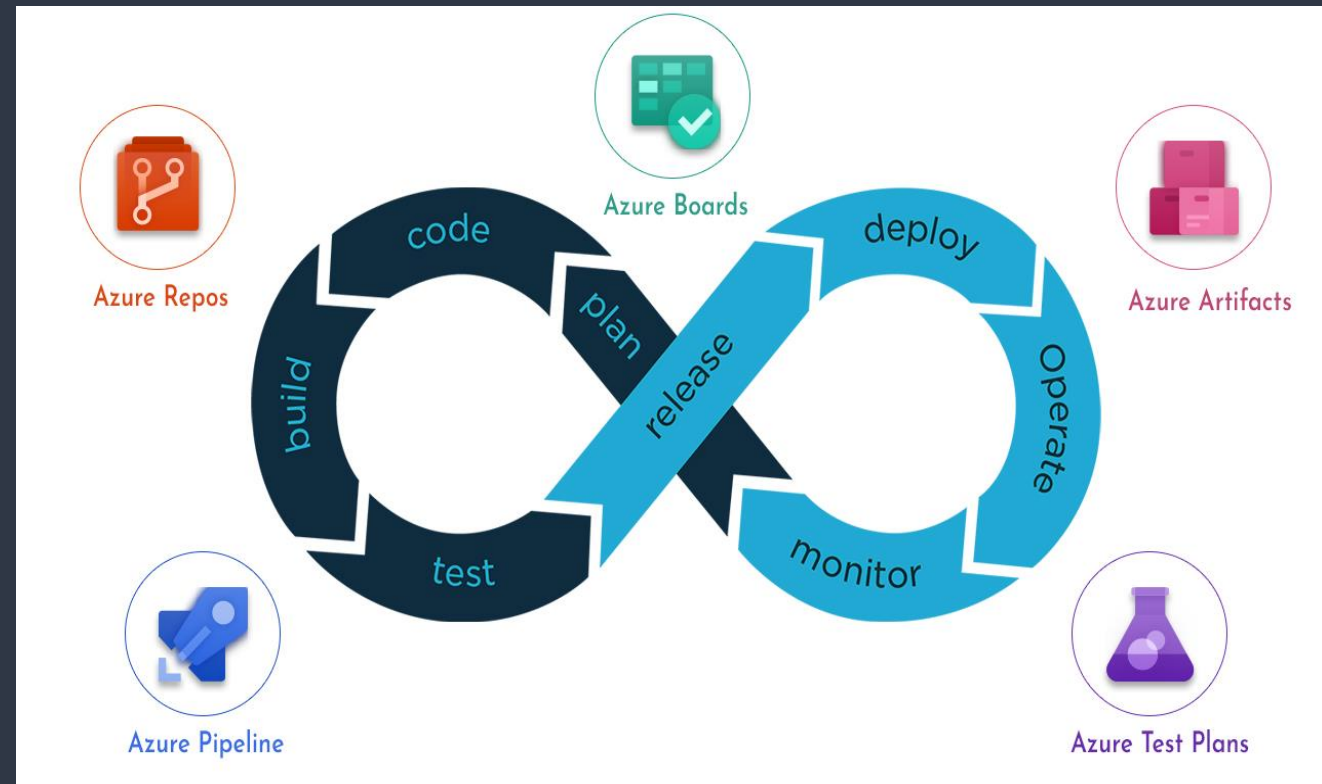 Azure Boards
Azure Repos
Azure Artifacts
code
deploy
plan
release
build
Operate
test
monitor
Azure Pipeline
Azure Test Plans